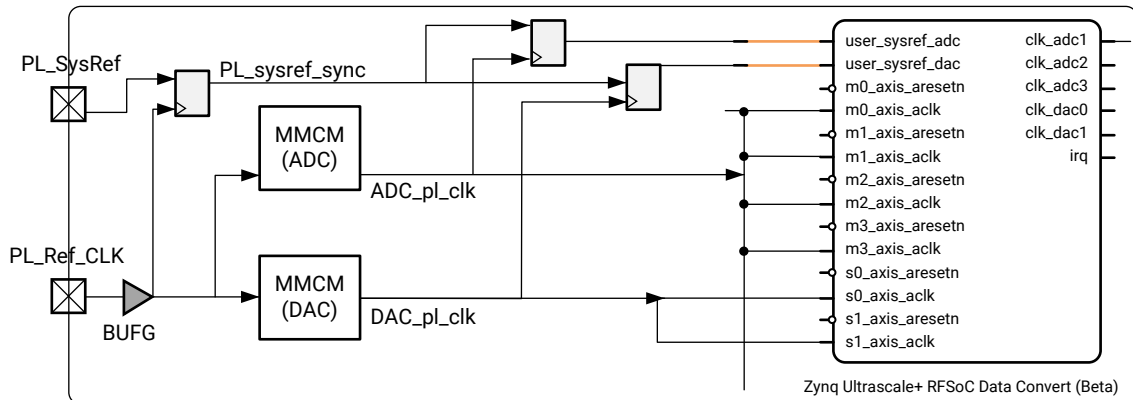 PL_SysRef
PL_sysref_sync
MMCM
(ADC)
ADC_pl_clk
PL_Ref_CLK
BUFG
MMCM
(DAC)
DAC_pl_clk
user_sysref_adc
user_sysref_dac
m0_axis_aresetn
m0_axis_aclk
m1_axis_aresetn
m1_axis_aclk
m2_axis_aresetn
m2_axis_aclk
m3_axis_aresetn
m3_axis_aclk
s0_axis_aresetn
s0_axis_aclk
s1_axis_aresetn
s1_axis_aclk
clk_adc1
clk_adc2
clk_adc3
clk_dac0
clk_dac1
irq
Zynq Ultrascale+ RFSoC Data Convert (Beta)